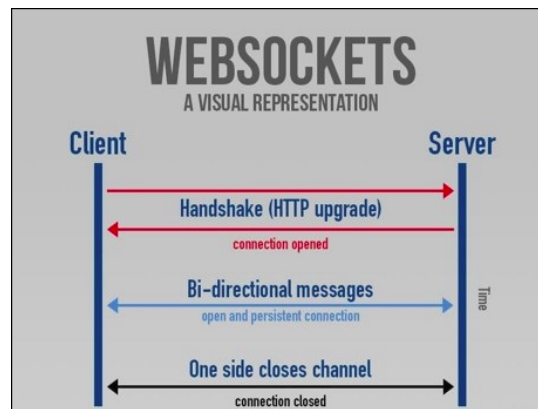 WEBSOCKETS
A VISUAL REPRESENTATION
Client
Server
Handshake (HTTP upgrade)
connection opened
Bi-directional messages
open and persistent connection
Time
One side closes channel
connection closed